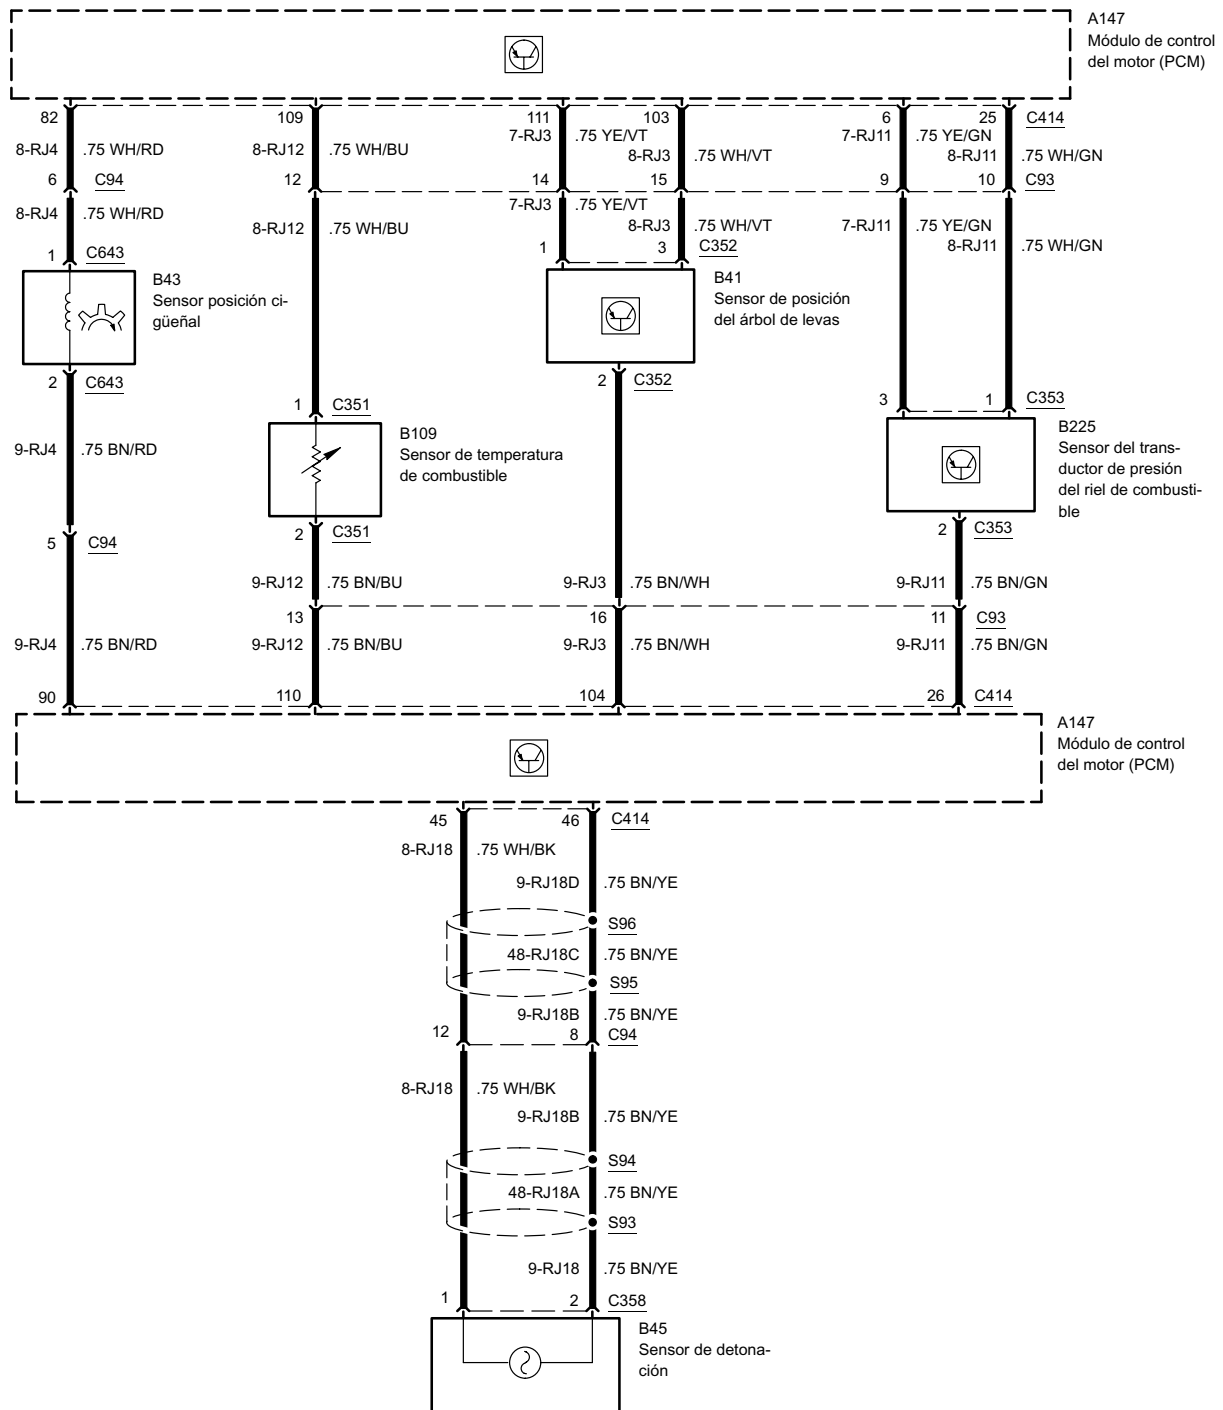 A147
Módulo de control
del motor (PCM)
82 109 111 103 6 25 C414
7-RJ3 .75 YE/VT 7-RJ11 .75 YE/GN
8-RJ4 .75 WH/RD 8-RJ12 .75 WH/BU 8-RJ3 .75 WH/VT 8-RJ11 .75 WH/GN
6 C94 12 14 15 9 10 C93
7-RJ3 .75 YE/VT
8-RJ4 .75 WH/RD 8-RJ12 .75 WH/BU 8-RJ3 .75 WH/VT 7-RJ11 .75 YE/GN
8-RJ11 .75 WH/GN
1 C643 1 3 C352
B43
Sensor posición ci-
güeñal
B41
Sensor de posición
del árbol de levas
2 C643 2 C352
1 C351 3 1 C353
B109
Sensor de temperatura
de combustible
B225
Sensor del trans-
ductor de presión
del riel de combusti-
ble
9-RJ4 .75 BN/RD
5 C94 2 C351 2 C353
9-RJ12 .75 BN/BU 9-RJ3 .75 BN/WH 9-RJ11 .75 BN/GN
13 16 11 C93
9-RJ4 .75 BN/RD 9-RJ12 .75 BN/BU 9-RJ3 .75 BN/WH 9-RJ11 .75 BN/GN
90 110 104 26 C414
A147
Módulo de control
del motor (PCM)
45 46 C414
8-RJ18 .75 WH/BK
9-RJ18D .75 BN/YE
S96
48-RJ18C .75 BN/YE
S95
9-RJ18B .75 BN/YE
12 8 C94
8-RJ18 .75 WH/BK
9-RJ18B .75 BN/YE
S94
48-RJ18A .75 BN/YE
S93
9-RJ18 .75 BN/YE
1 2 C358
B45
Sensor de detona-
ción